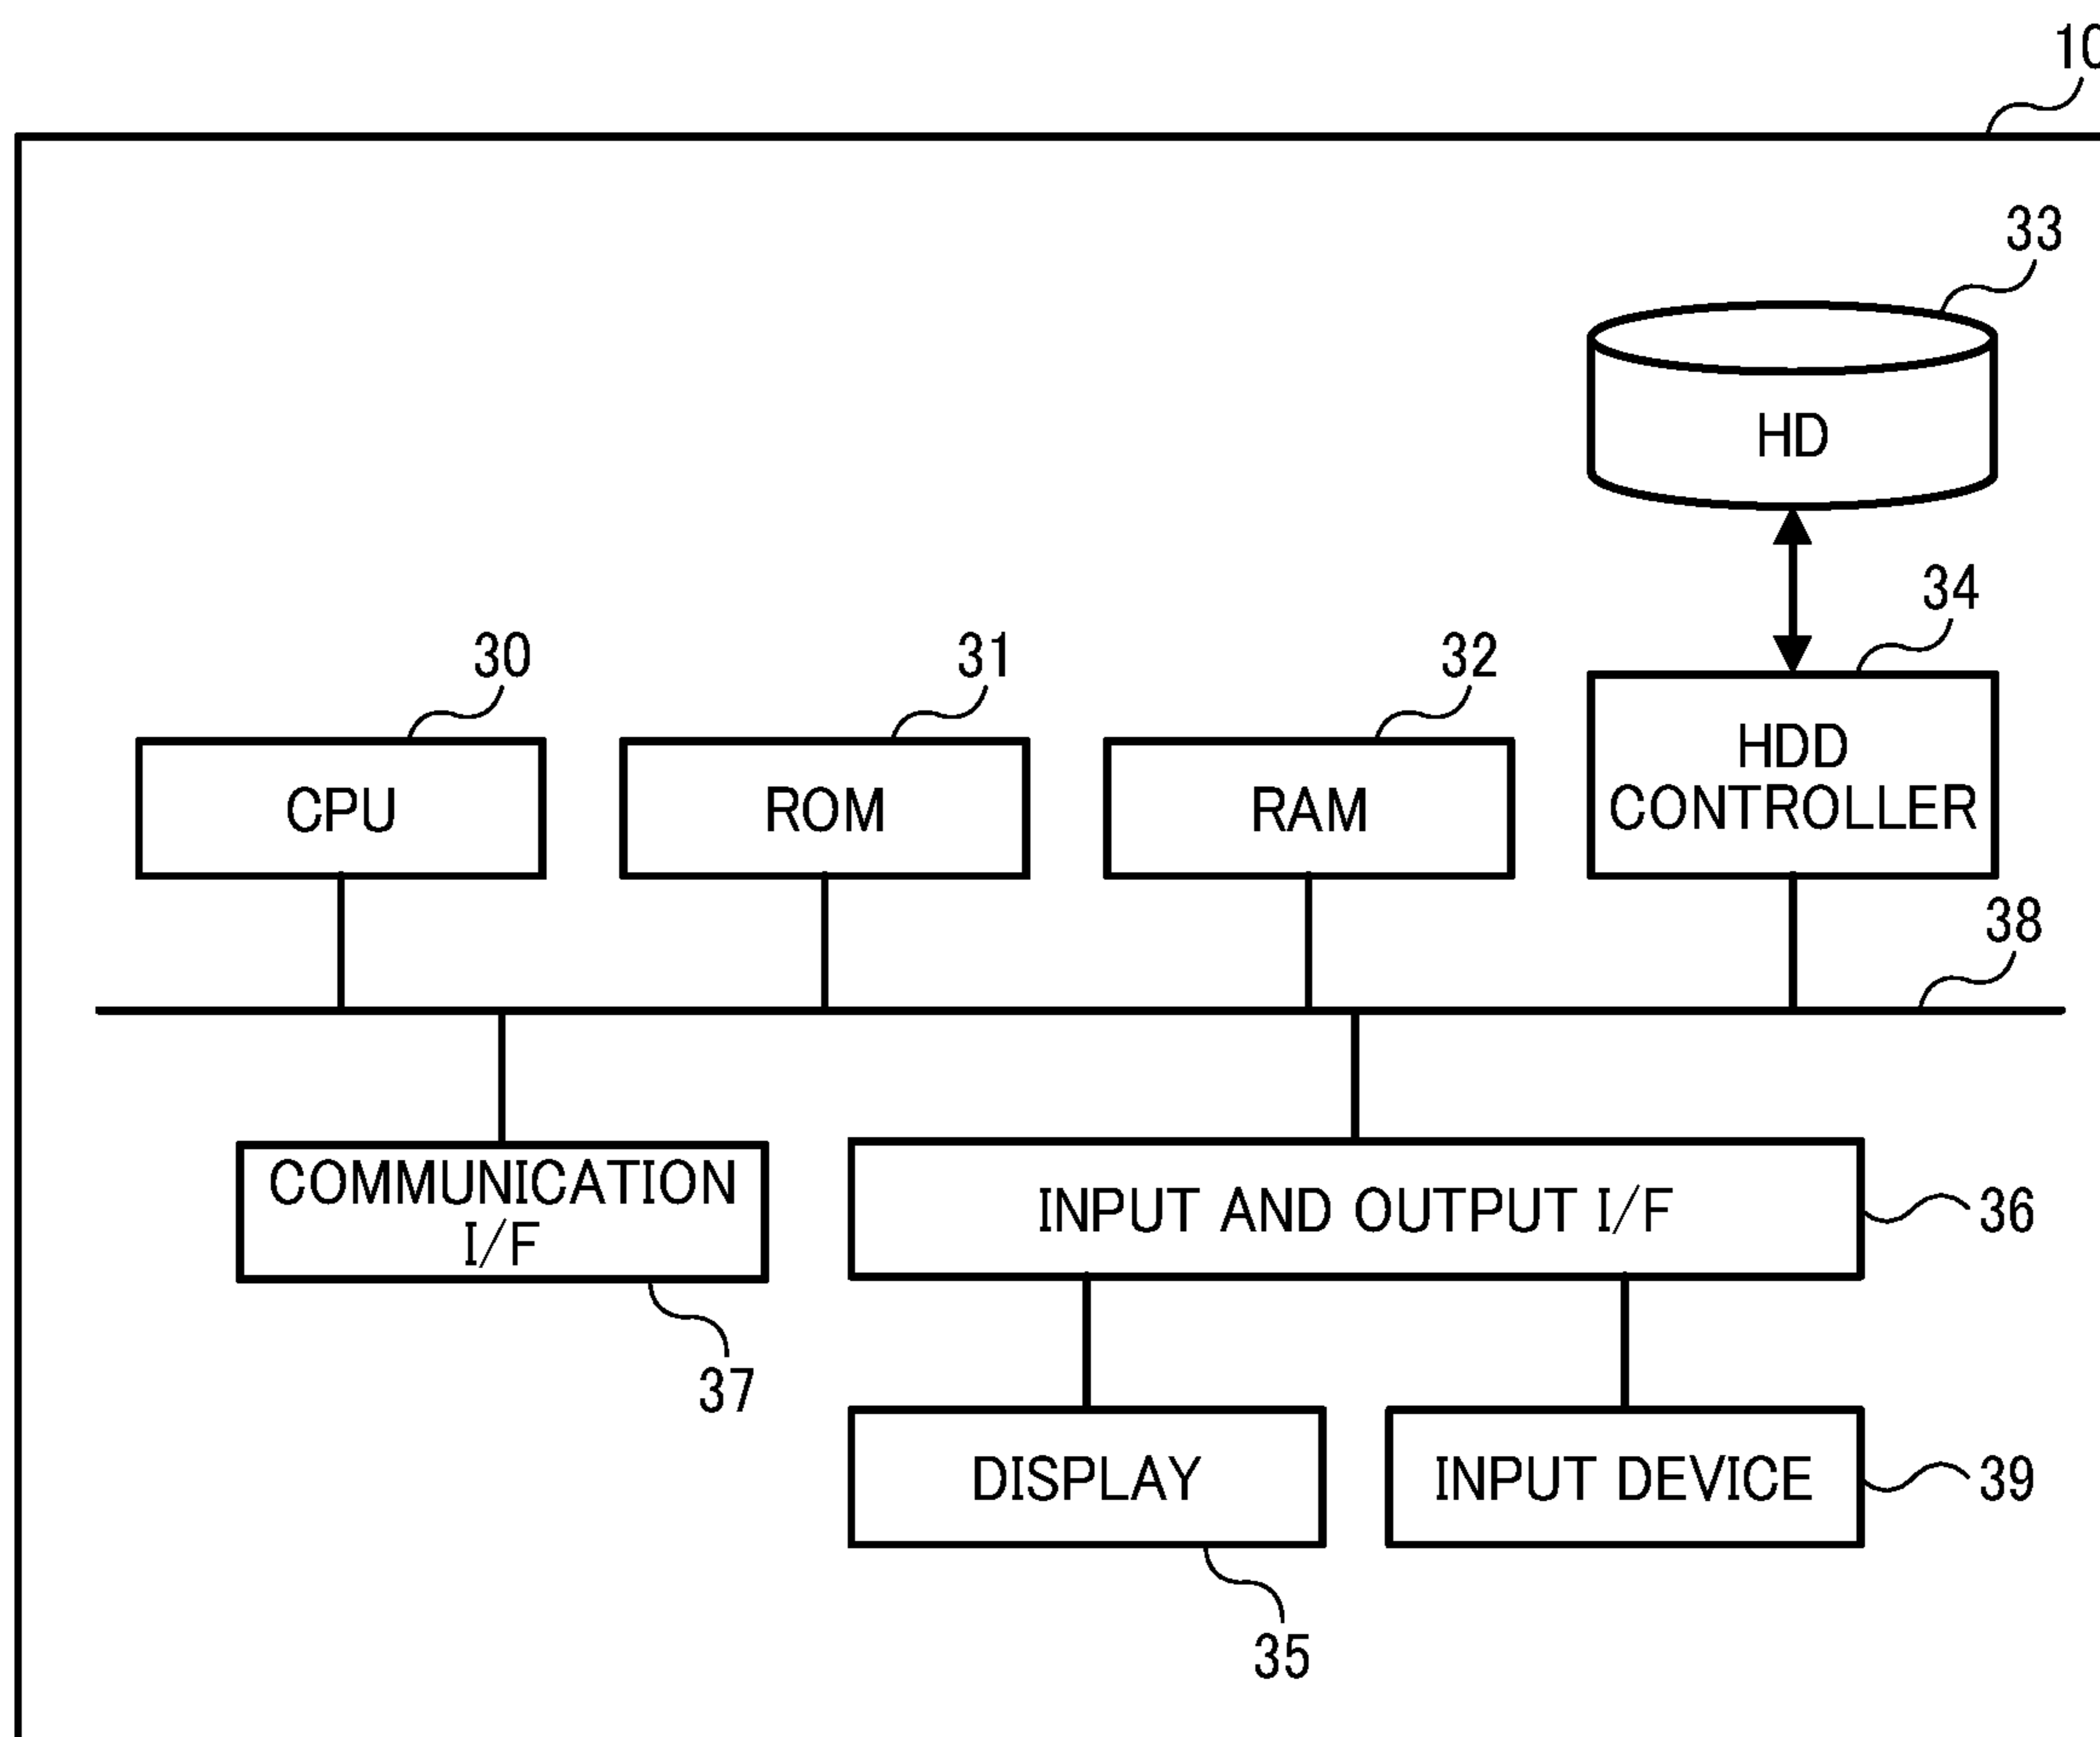 10
33
HD
34
30
31
32
HDD
CONTROLLER
CPU
ROM
RAM
38
COMMUNICATION
I/F
INPUT AND OUTPUT I/F
36
37
DISPLAY
INPUT DEVICE
39
35